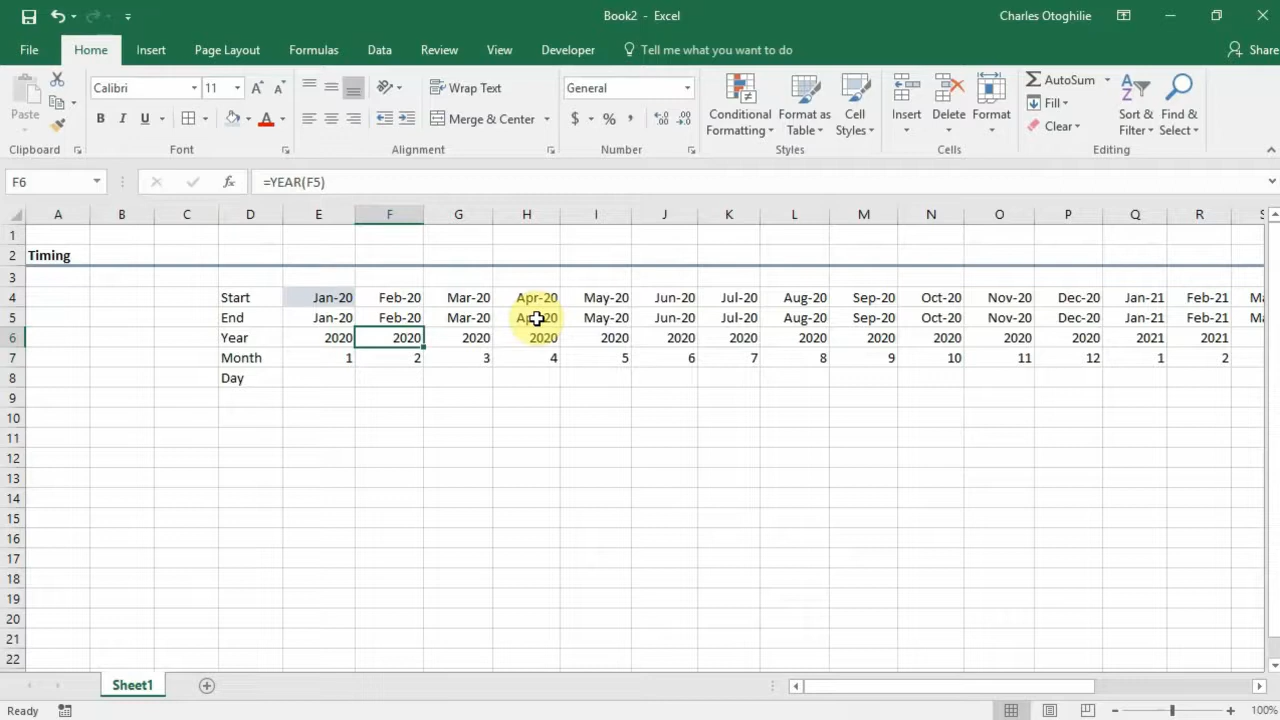 Book2 - Excel
Charles Otoghilie
File Home Insert Page Layout Formulas Data Review View Developer Tell me what you want to do Share
Paste
Calibri 11
B I U
Wrap Text
Merge & Center
General
$ % ,
Conditional Formatting
Format as Table
Cell Styles
Insert
Delete
Format
AutoSum
Fill
Clear
Sort & Filter
Find & Select
Clipboard Font Alignment Number Styles Cells Editing
F6 fx =YEAR(F5)
A B C D E F G H I J K L M N O P Q R S
1
2 Timing
3
4 Start Jan-20 Feb-20 Mar-20 Apr-20 May-20 Jun-20 Jul-20 Aug-20 Sep-20 Oct-20 Nov-20 Dec-20 Jan-21 Feb-21
5 End Jan-20 Feb-20 Mar-20 Apr-20 May-20 Jun-20 Jul-20 Aug-20 Sep-20 Oct-20 Nov-20 Dec-20 Jan-21 Feb-21
6 Year 2020 2020 2020 2020 2020 2020 2020 2020 2020 2020 2020 2020 2021 2021
7 Month 1 2 3 4 5 6 7 8 9 10 11 12 1 2
8 Day
9
10
11
12
13
14
15
16
17
18
19
20
21
22
Sheet1
Ready 100%